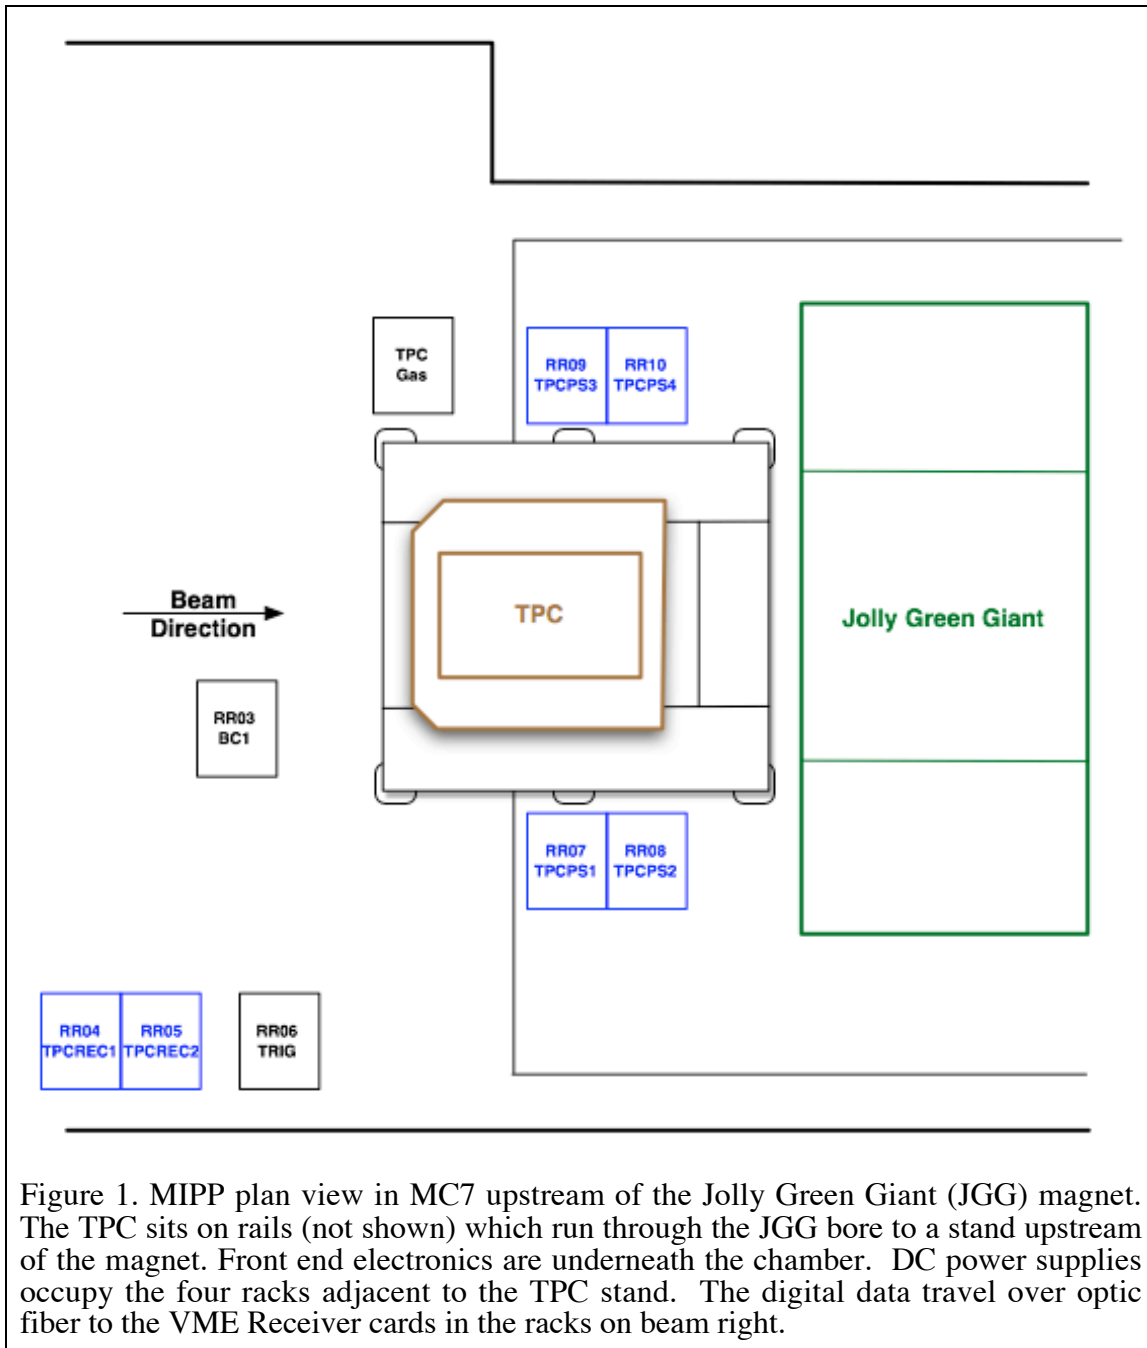 TPC
Gas
RR09
TPCPS3
RR10
TPCPS4
Beam
Direction
TPC
Jolly Green Giant
RR03
BC1
RR07
TPCPS1
RR08
TPCPS2
RR04
TPCREC1
RR05
TPCREC2
RR06
TRIG
Figure 1. MIPP plan view in MC7 upstream of the Jolly Green Giant (JGG) magnet.
The TPC sits on rails (not shown) which run through the JGG bore to a stand upstream
of the magnet. Front end electronics are underneath the chamber.  DC power supplies
occupy the four racks adjacent to the TPC stand.  The digital data travel over optic
fiber to the VME Receiver cards in the racks on beam right.